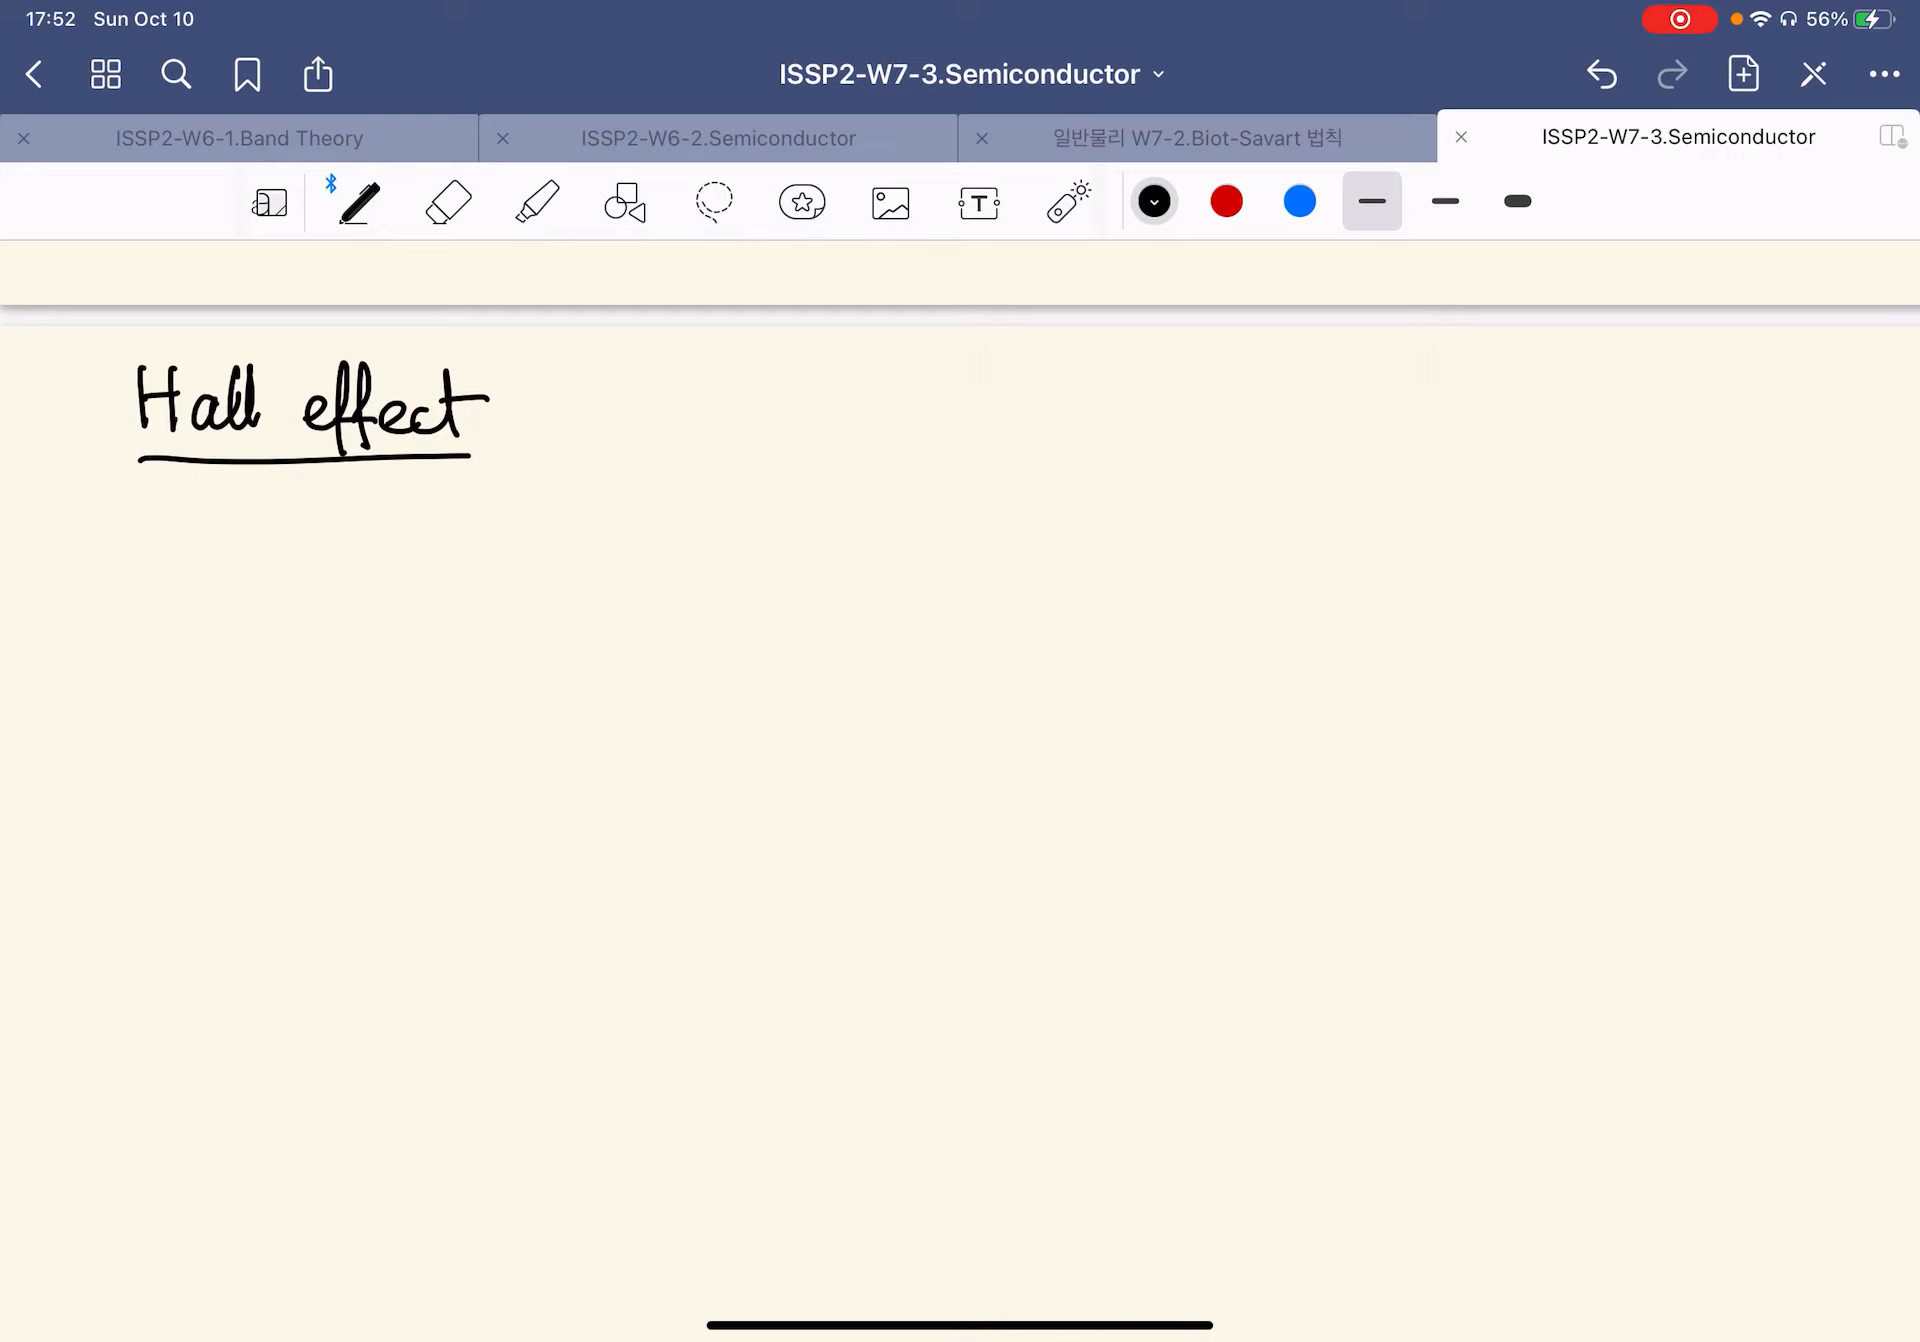 17:52 Sun Oct 10
56%
ISSP2-W7-3.Semiconductor
ISSP2-W6-1.Band Theory
ISSP2-W6-2.Semiconductor
일반물리 W7-2.Biot-Savart 법칙
ISSP2-W7-3.Semiconductor
T
Hall effect